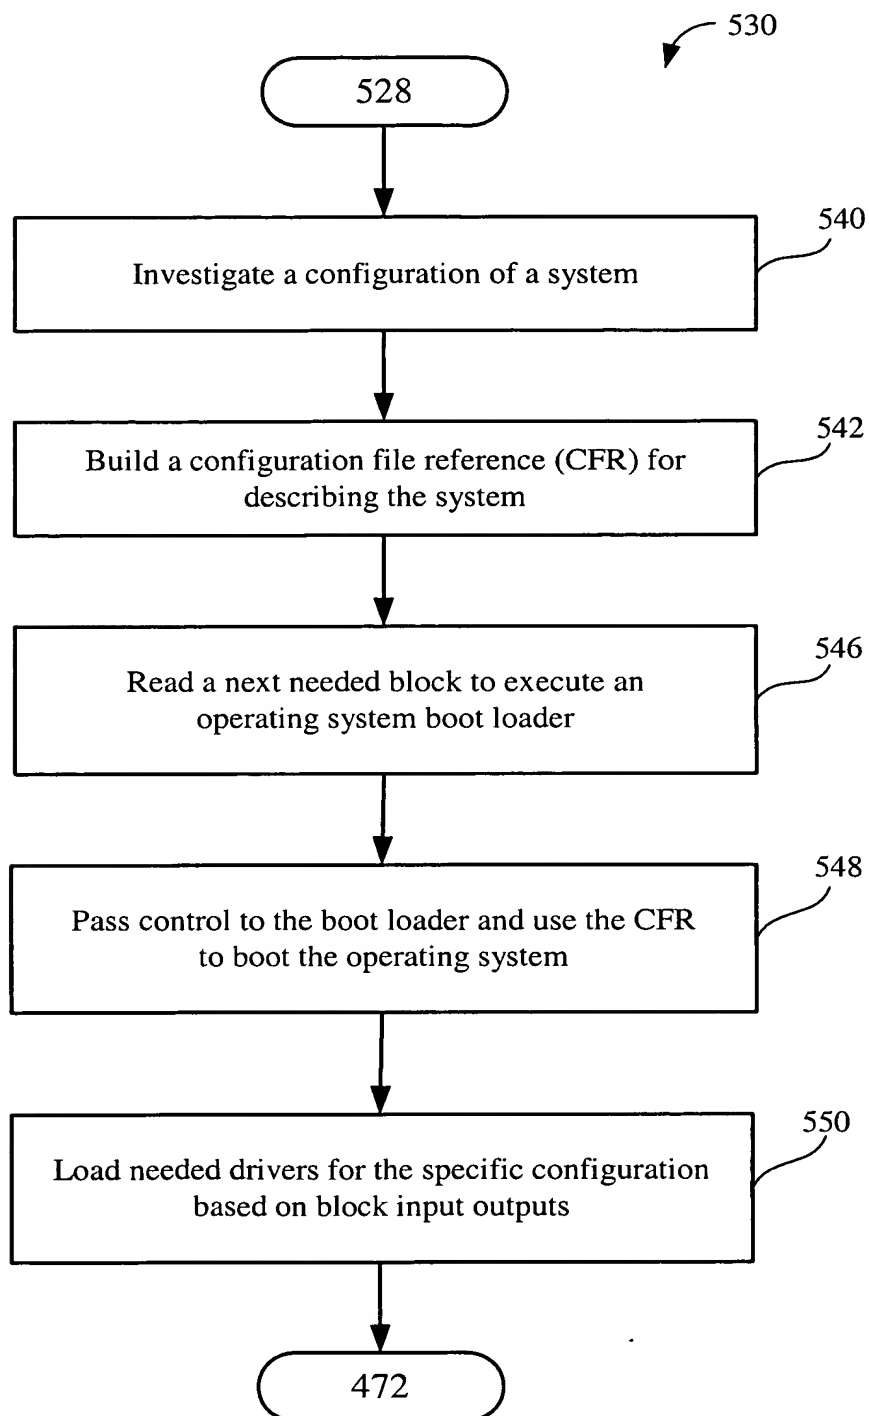 530
528
540
Investigate a configuration of a system
542
Build a configuration file reference (CFR) for
describing the system
546
Read a next needed block to execute an
operating system boot loader
548
Pass control to the boot loader and use the CFR
to boot the operating system
550
Load needed drivers for the specific configuration
based on block input outputs
472